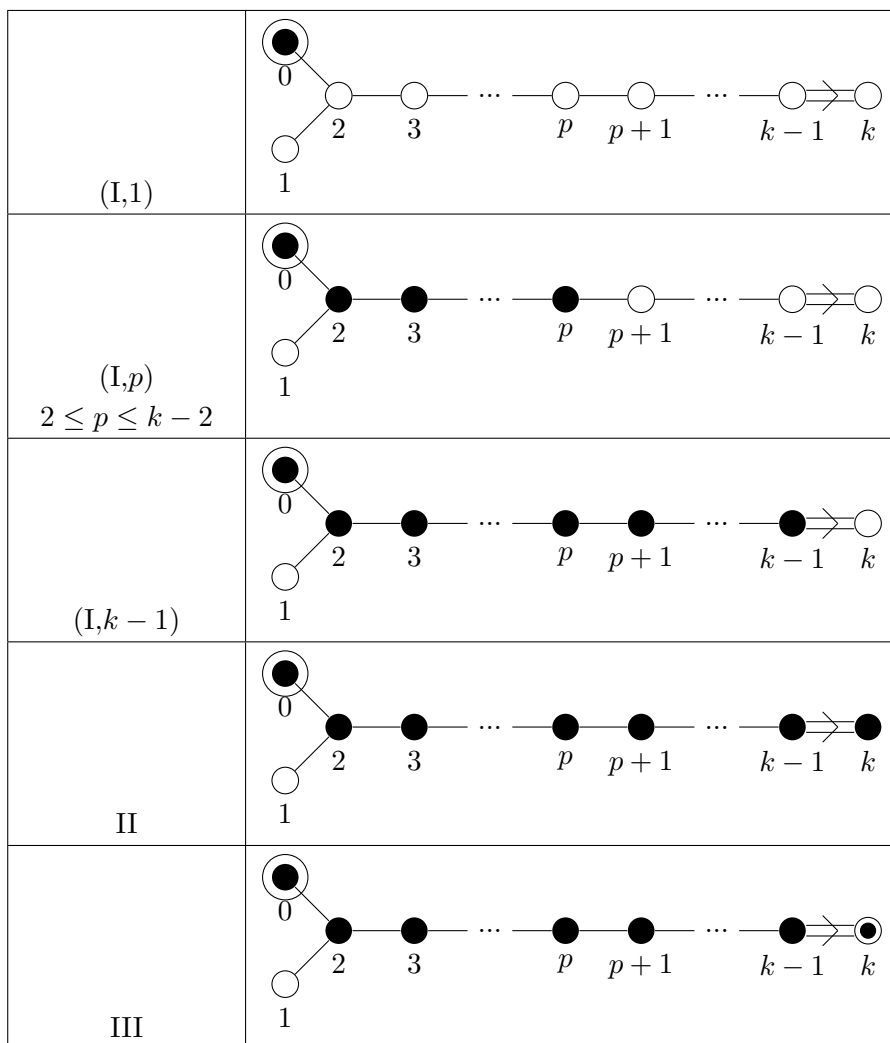 0
2 3 ... p p + 1 ... k − 1 k
1
(I,1)
0
2 3 ... p p + 1 ... k − 1 k
1
(I,p)
2 ≤ p ≤ k − 2
0
2 3 ... p p + 1 ... k − 1 k
1
(I,k − 1)
0
2 3 ... p p + 1 ... k − 1 k
1
II
0
2 3 ... p p + 1 ... k − 1 k
1
III